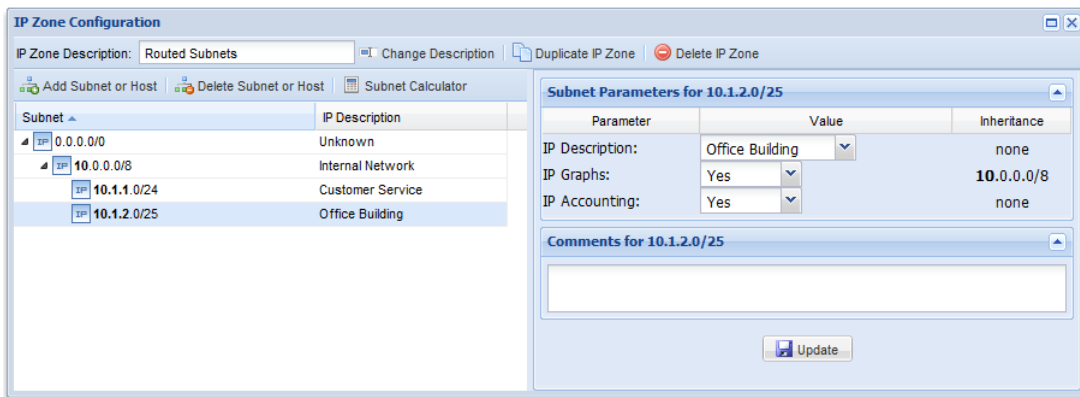 IP Zone Configuration
IP Zone Description: Routed Subnets Change Description Duplicate IP Zone Delete IP Zone
Add Subnet or Host Delete Subnet or Host Subnet Calculator
Subnet IP Description
IP 0.0.0.0/0 Unknown
IP 10.0.0.0/8 Internal Network
IP 10.1.1.0/24 Customer Service
IP 10.1.2.0/25 Office Building
Subnet Parameters for 10.1.2.0/25
Parameter Value Inheritance
IP Description: Office Building none
IP Graphs: Yes 10.0.0.0/8
IP Accounting: Yes none
Comments for 10.1.2.0/25
Update